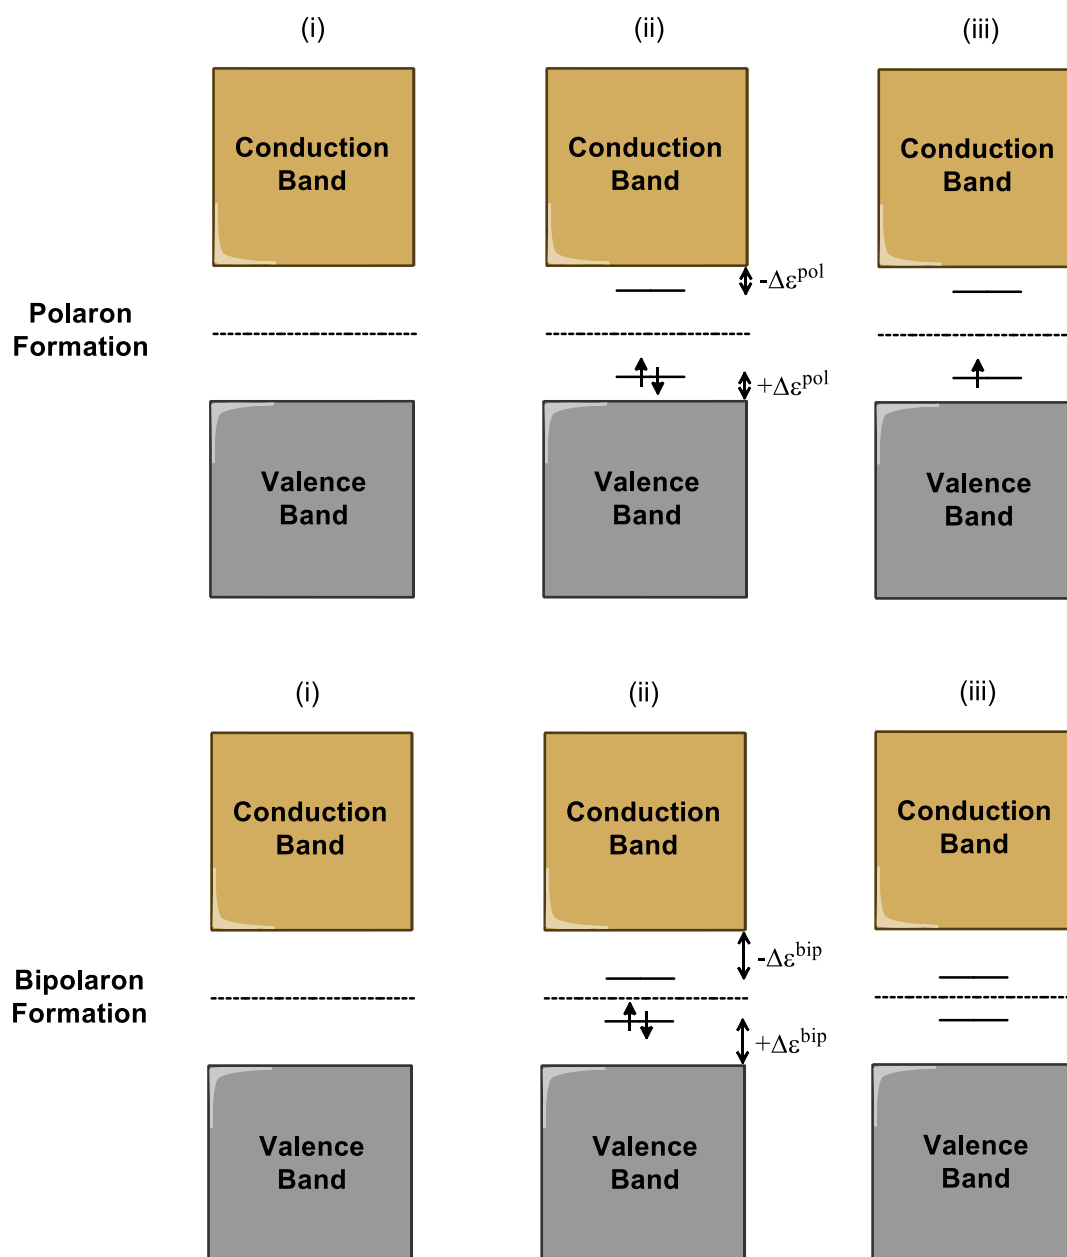 (i)
(ii)
(iii)
Conduction
Band
Conduction
Band
Conduction
Band
-Δε^pol
Polaron
Formation
+Δε^pol
Valence
Band
Valence
Band
Valence
Band
(i)
(ii)
(iii)
Conduction
Band
Conduction
Band
Conduction
Band
-Δε^bip
Bipolaron
Formation
+Δε^bip
Valence
Band
Valence
Band
Valence
Band